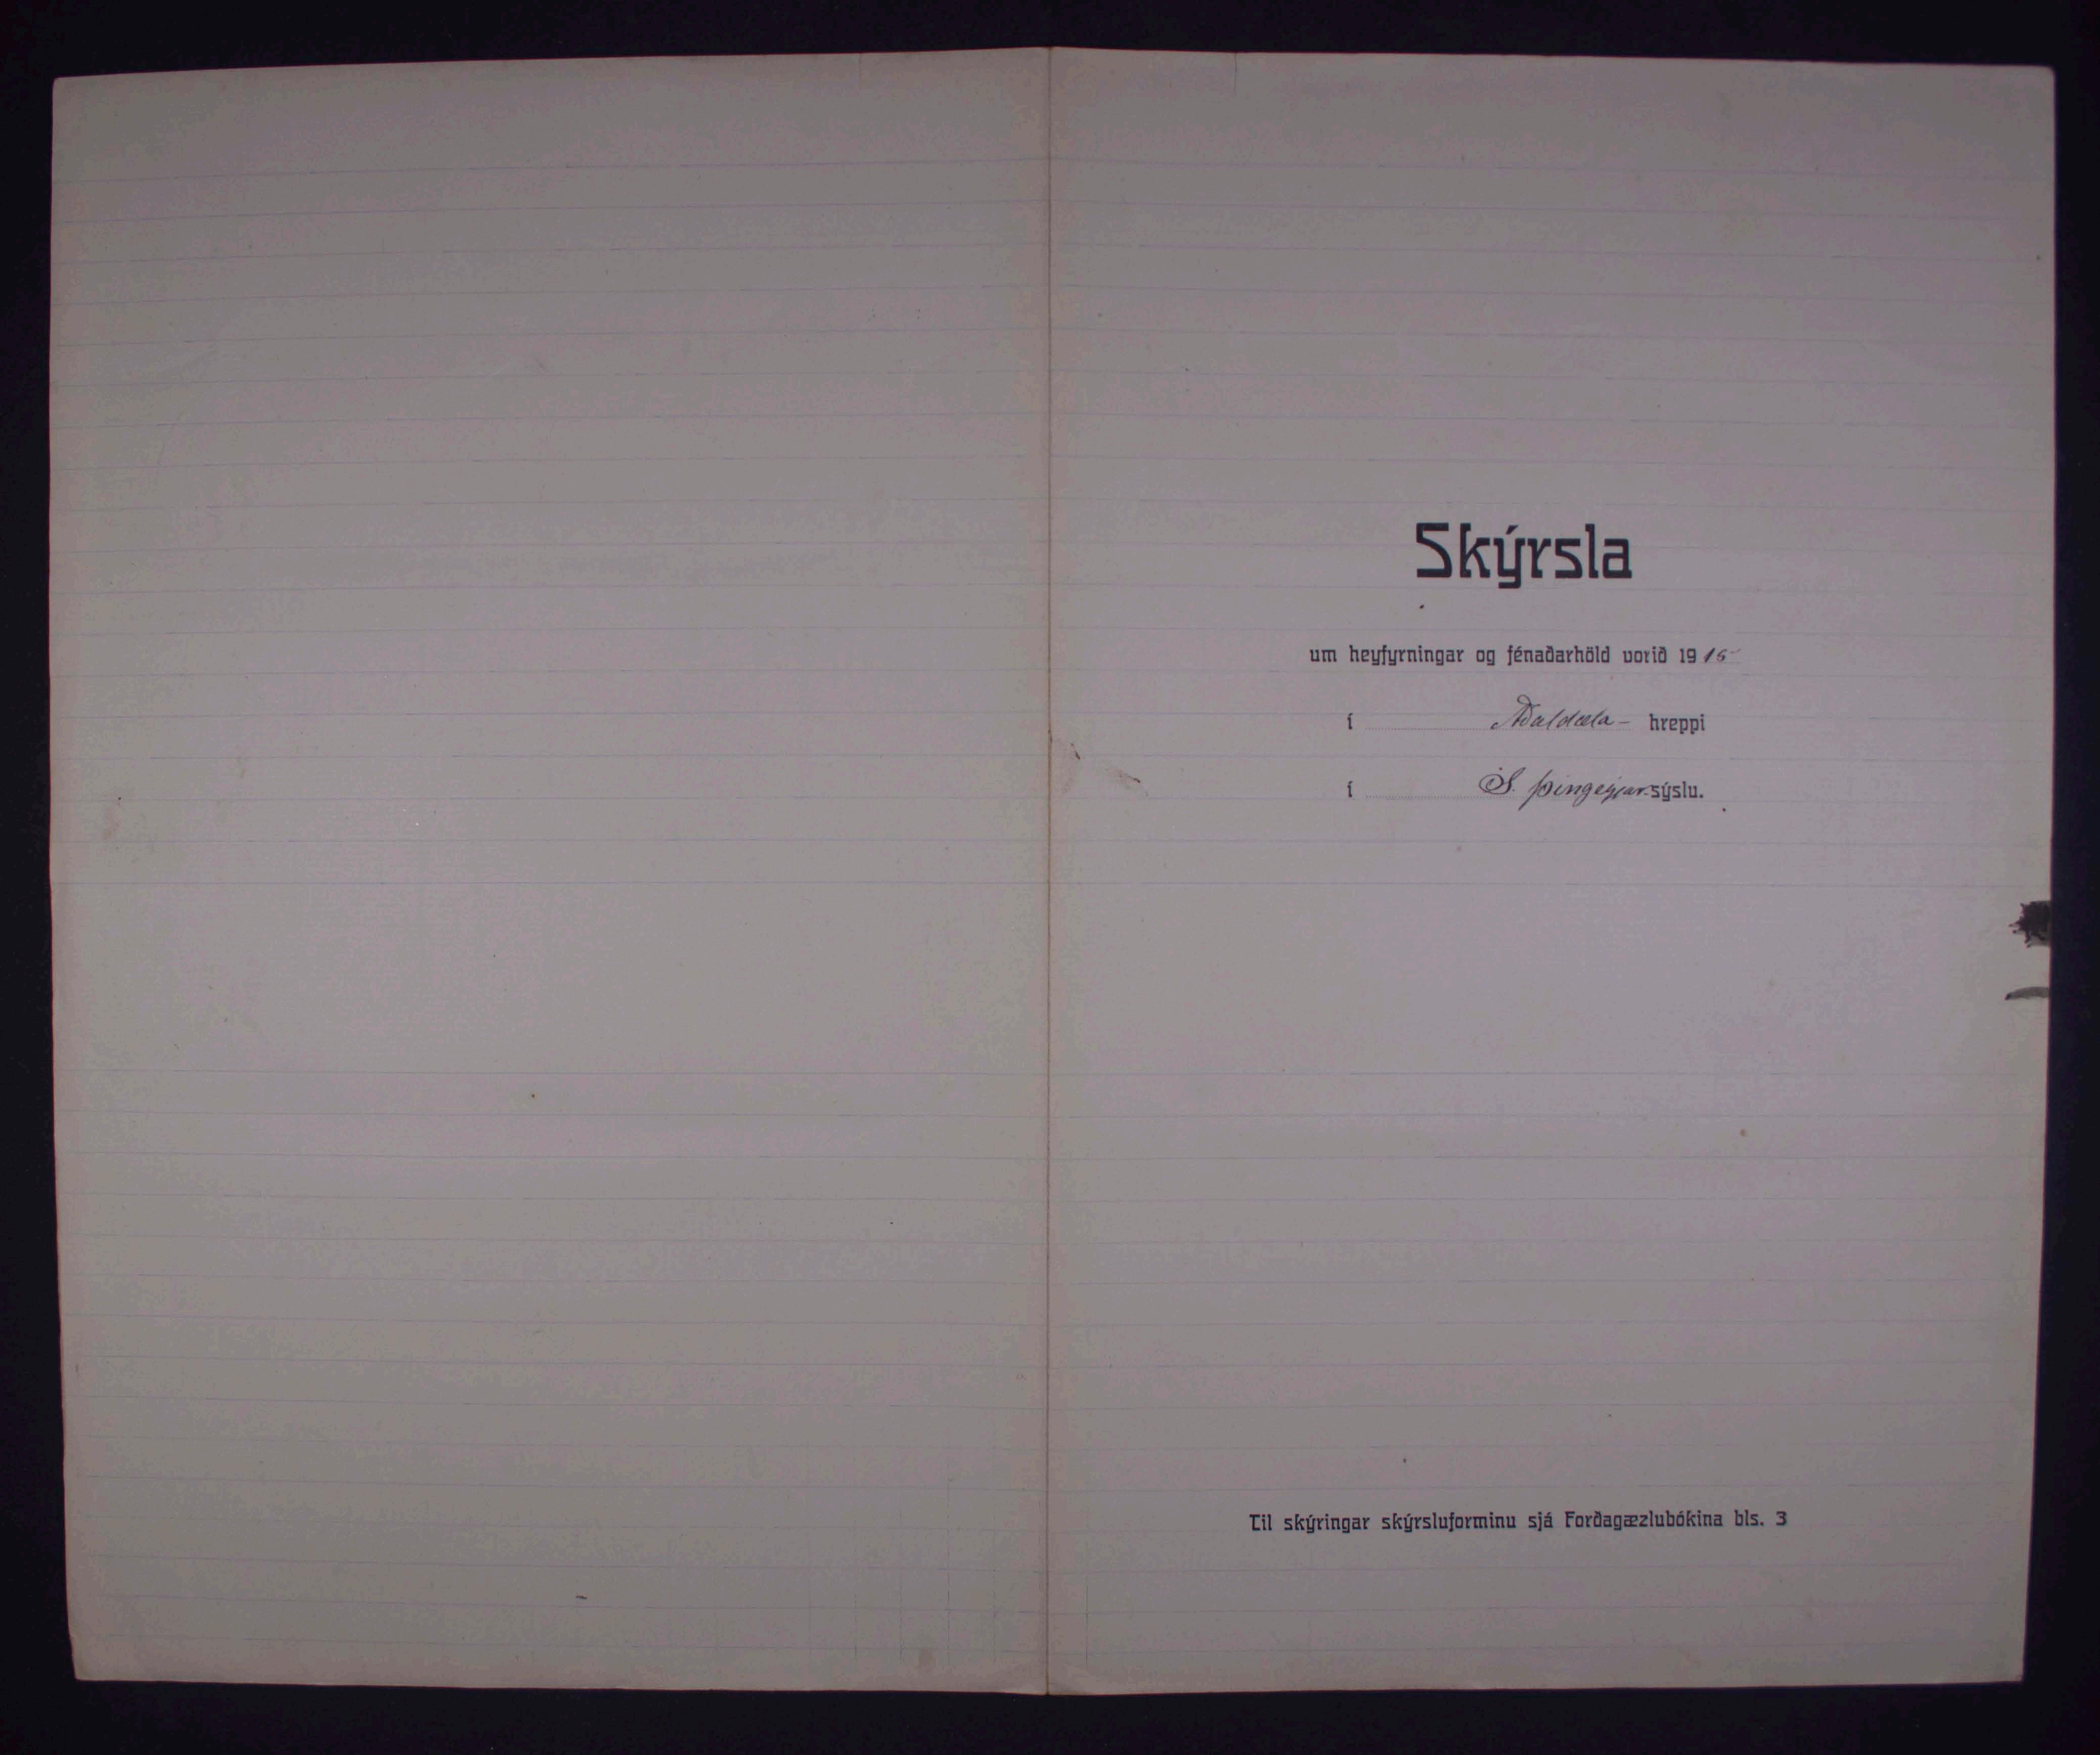 Skýrsla
um heyfyrningar og fénaðarhöld vorið 1915
í Aðaldæla- hreppi
í S. Þingeyjar-sýslu.
Til skýringar skýrsluforminu sjá Forðagæzlubókina bls. 3